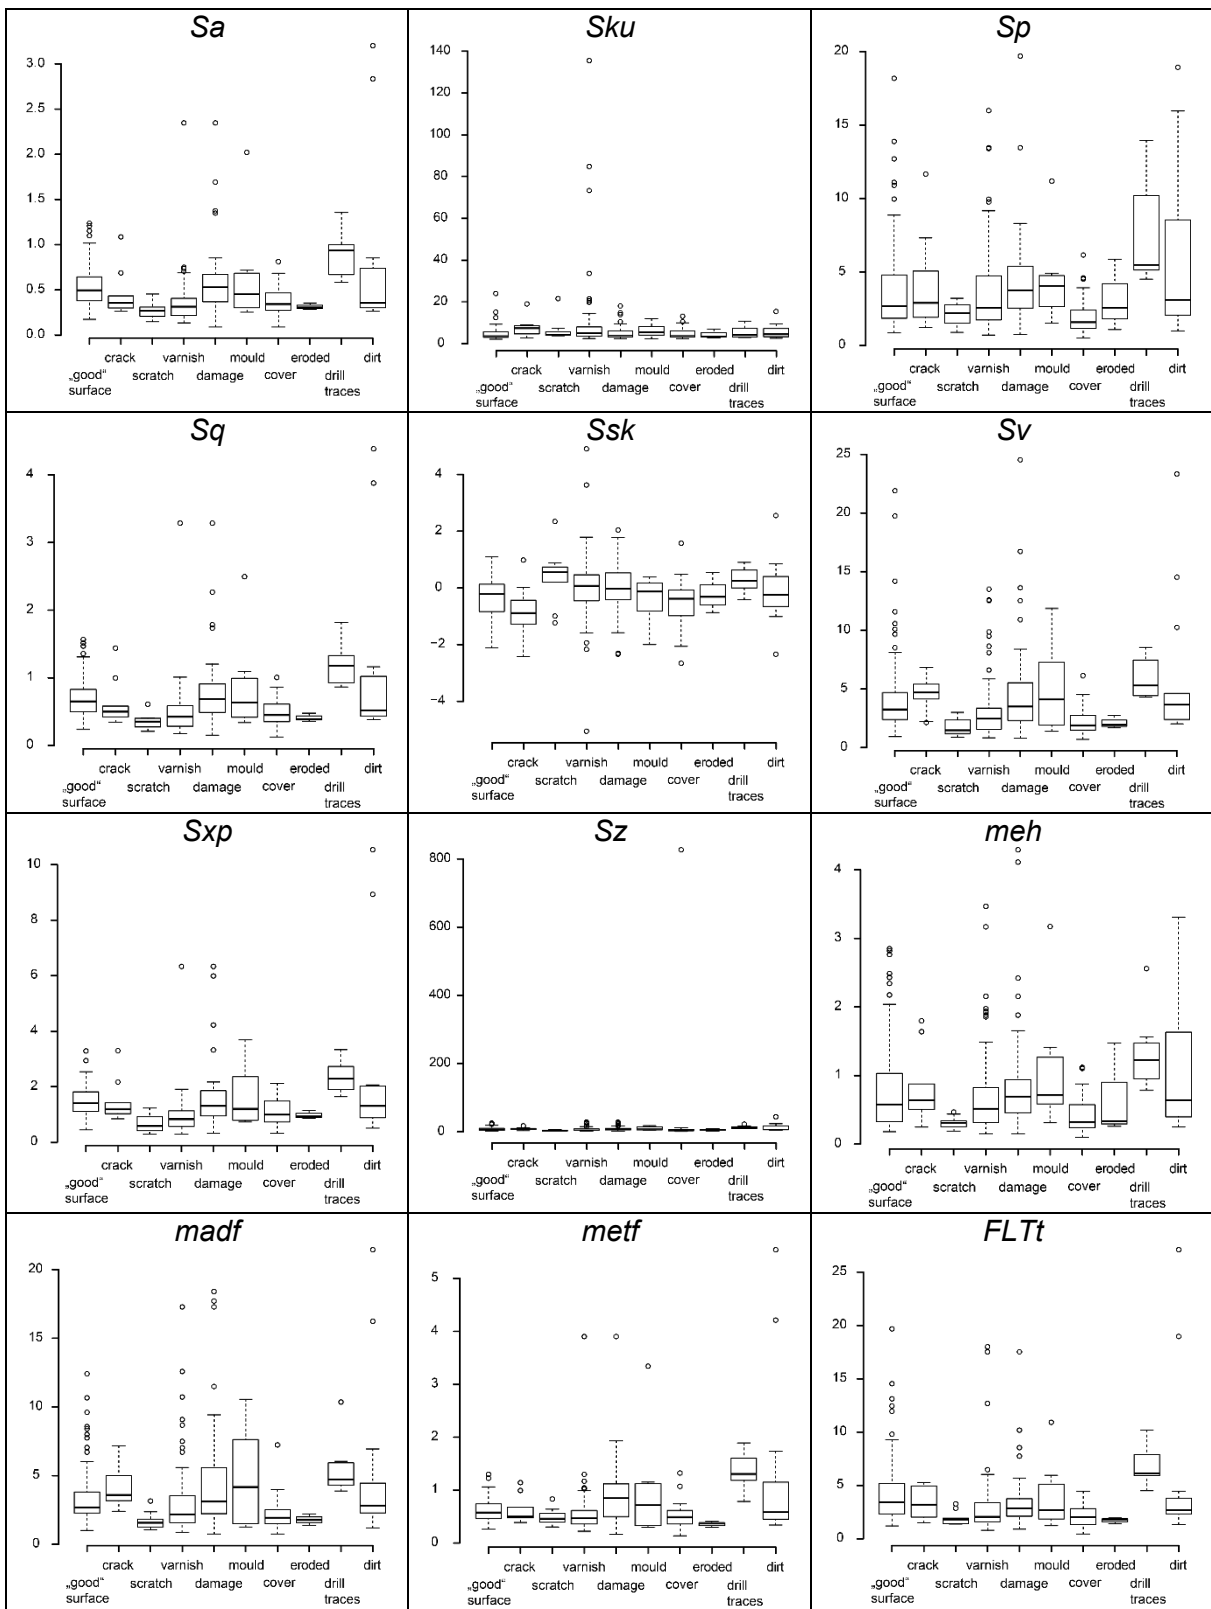 Sa
3.0
2.5
2.0
1.5
1.0
0.5
0.0
crack varnish mould eroded dirt
„good“ scratch damage cover drill
surface traces
Sku
140
120
100
80
60
40
20
0
crack varnish mould eroded dirt
„good“ scratch damage cover drill
surface traces
Sp
20
15
10
5
0
crack varnish mould eroded dirt
„good“ scratch damage cover drill
surface traces
Sq
4
3
2
1
0
crack varnish mould eroded dirt
„good“ scratch damage cover drill
surface traces
Ssk
4
2
0
−2
−4
crack varnish mould eroded dirt
„good“ scratch damage cover drill
surface traces
Sv
25
20
15
10
5
0
crack varnish mould eroded dirt
„good“ scratch damage cover drill
surface traces
Sxp
10
8
6
4
2
0
crack varnish mould eroded dirt
„good“ scratch damage cover drill
surface traces
Sz
800
600
400
200
0
crack varnish mould eroded dirt
„good“ scratch damage cover drill
surface traces
meh
4
3
2
1
0
crack varnish mould eroded dirt
„good“ scratch damage cover drill
surface traces
madf
20
15
10
5
0
crack varnish mould eroded dirt
„good“ scratch damage cover drill
surface traces
metf
5
4
3
2
1
0
crack varnish mould eroded dirt
„good“ scratch damage cover drill
surface traces
FLTt
25
20
15
10
5
0
crack varnish mould eroded dirt
„good“ scratch damage cover drill
surface traces